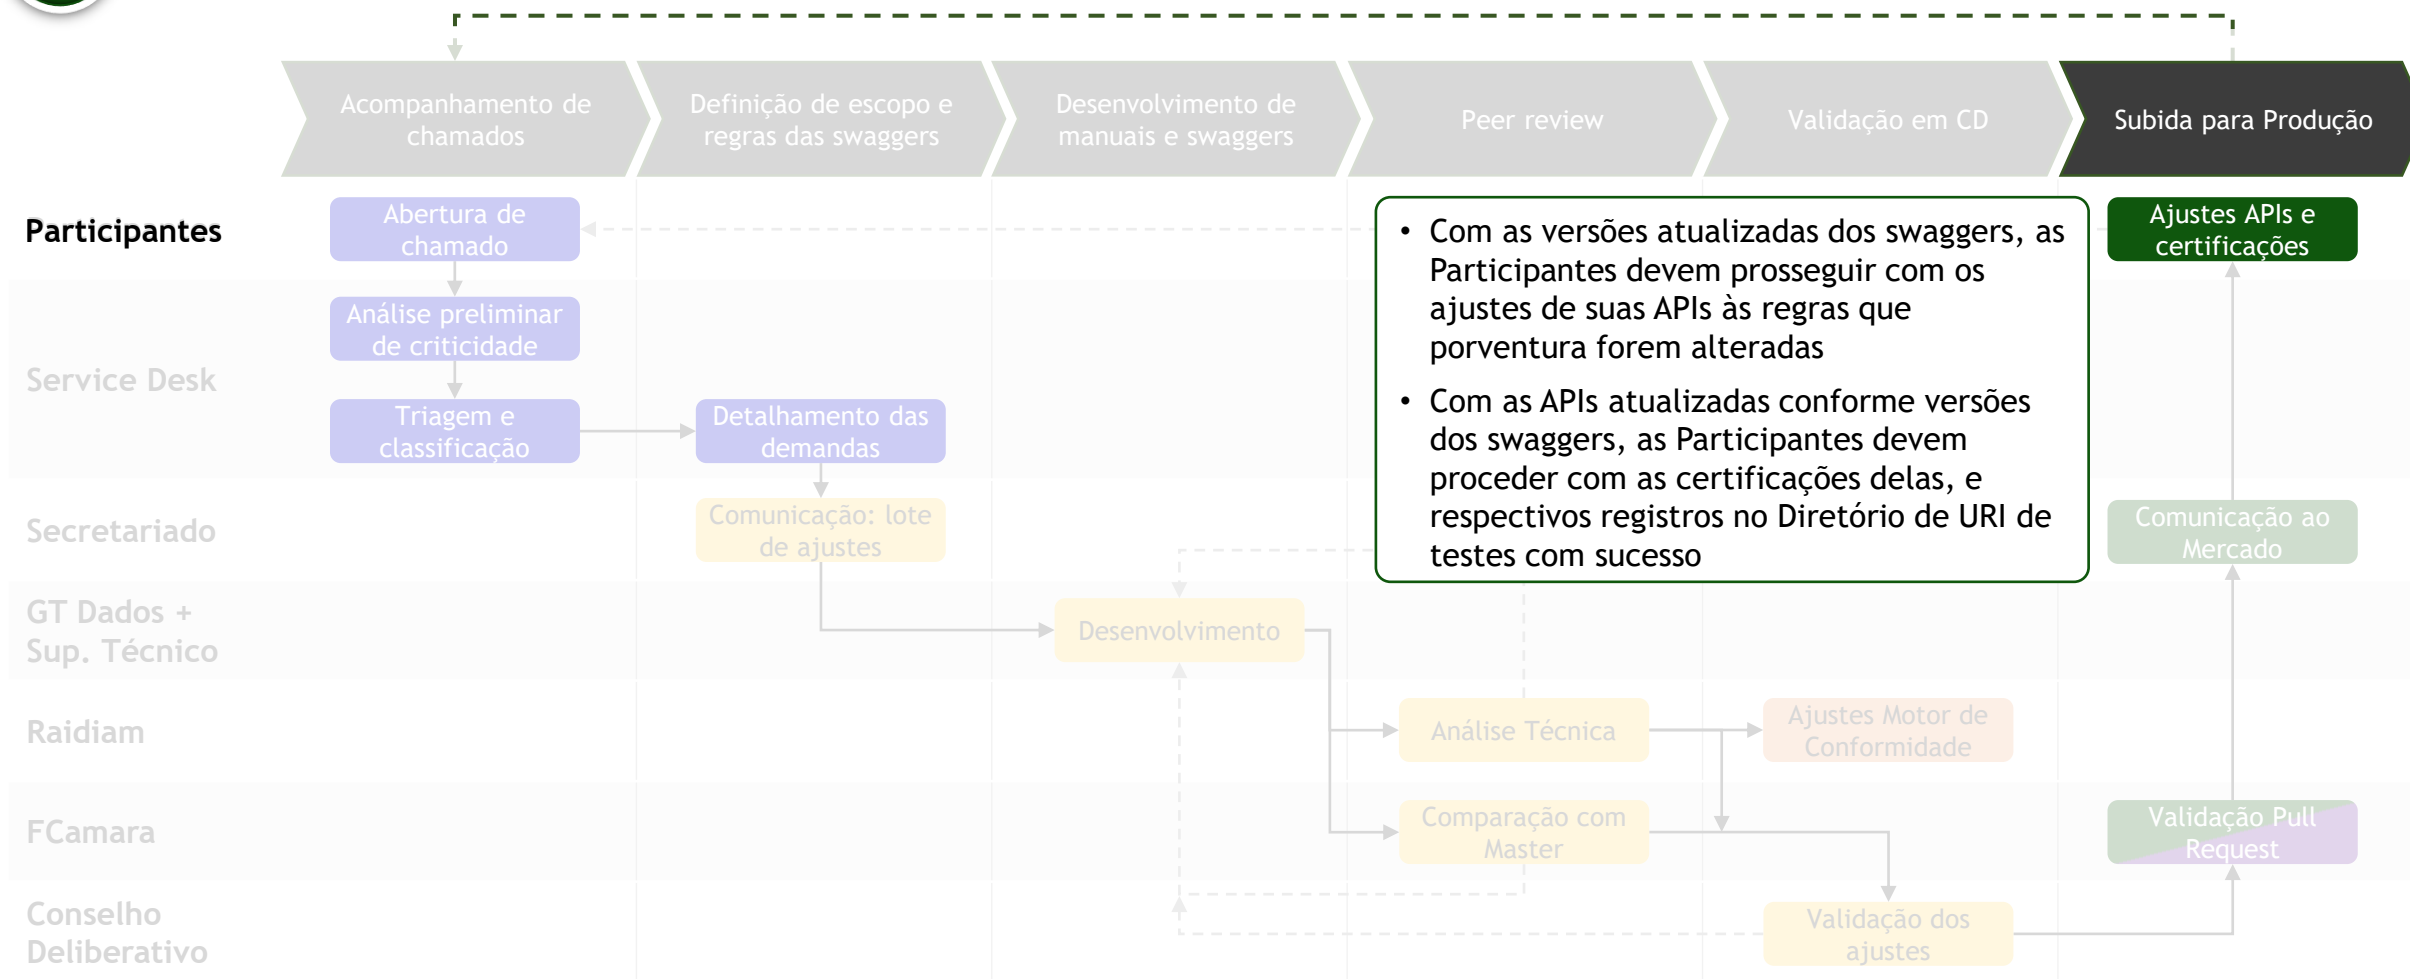 Acompanhamento de
chamados
Definição de escopo e
regras das swaggers
Desenvolvimento de
manuais e swaggers
Peer review
Validação em CD
Subida para Produção
Participantes
Abertura de
chamado
• Com as versões atualizadas dos swaggers, as
Participantes devem prosseguir com os
ajustes de suas APIs às regras que
porventura forem alteradas
• Com as APIs atualizadas conforme versões
dos swaggers, as Participantes devem
proceder com as certificações delas, e
respectivos registros no Diretório de URI de
testes com sucesso
Ajustes APIs e
certificações
Service Desk
Análise preliminar
de criticidade
Triagem e
classificação
Detalhamento das
demandas
Secretariado
Comunicação: lote
de ajustes
Comunicação ao
Mercado
GT Dados +
Sup. Técnico
Desenvolvimento
Raidiam
Análise Técnica
Ajustes Motor de
Conformidade
FCamara
Comparação com
Master
Validação Pull
Request
Conselho
Deliberativo
Validação dos
ajustes